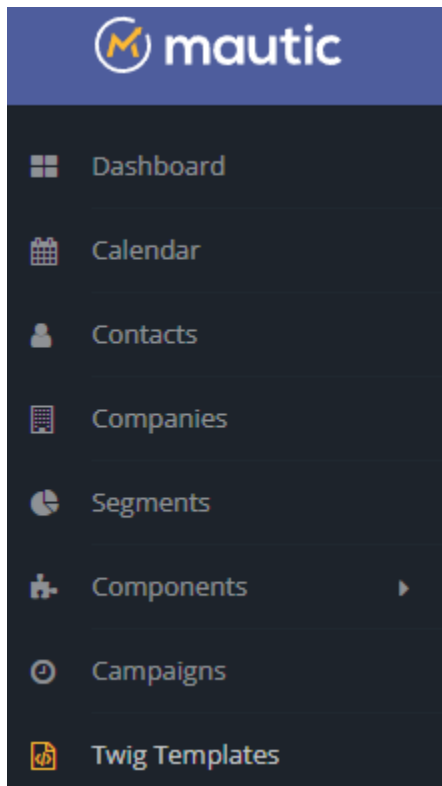 mautic
Dashboard
Calendar
Contacts
Companies
Segments
Components
Campaigns
Twig Templates